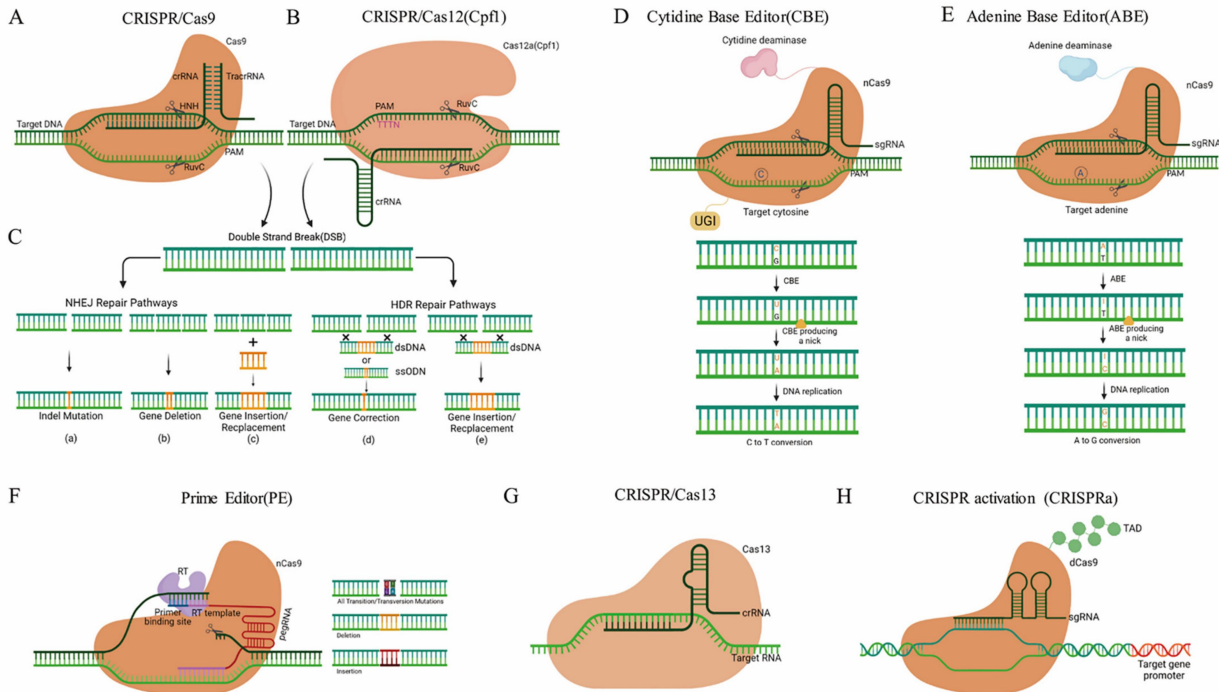 A
CRISPR/Cas9
Cas9
crRNA
TracrRNA
HNH
Target DNA
PAM
RuvC
B
CRISPR/Cas12(Cpf1)
Cas12a(Cpf1)
PAM
TTTN
RuvC
Target DNA
RuvC
crRNA
C
Double Strand Break(DSB)
NHEJ Repair Pathways
HDR Repair Pathways
+
dsDNA
or
ssODN
dsDNA
Indel Mutation
(a)
Gene Deletion
(b)
Gene Insertion/
Recplacement
(c)
Gene Correction
(d)
Gene Insertion/
Recplacement
(e)
D
Cytidine Base Editor(CBE)
Cytidine deaminase
nCas9
sgRNA
PAM
C
Target cytosine
UGI
C
G
CBE
U
G
CBE producing
a nick
U
A
DNA replication
T
A
C to T conversion
E
Adenine Base Editor(ABE)
Adenine deaminase
nCas9
sgRNA
PAM
A
Target adenine
A
T
ABE
I
T
ABE producing
a nick
I
C
DNA replication
G
C
A to G conversion
F
Prime Editor(PE)
nCas9
RT
Primer
binding site
RT template
pegRNA
All Transition/Transversion Mutations
Deletion
Insertion
G
CRISPR/Cas13
Cas13
crRNA
Target RNA
H
CRISPR activation (CRISPRa)
TAD
dCas9
sgRNA
Target gene
promoter